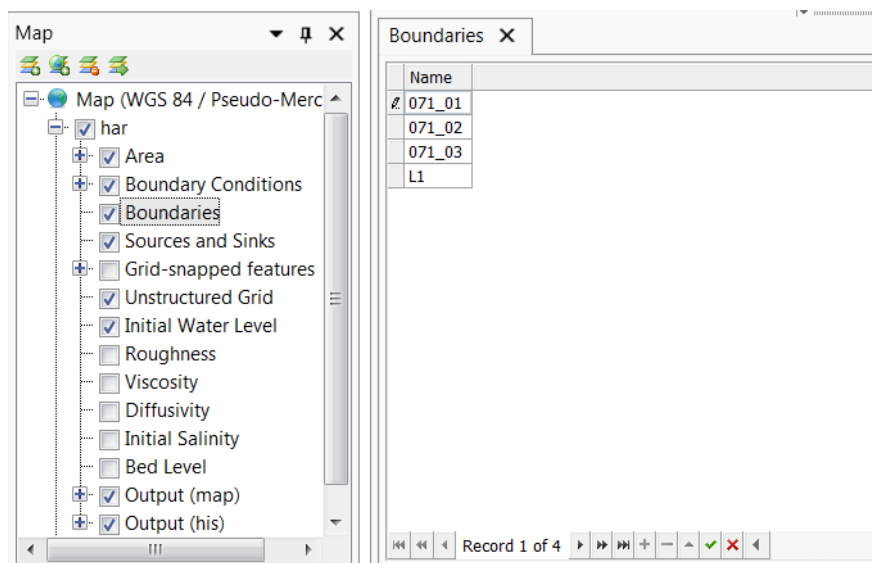 Map
Map (WGS 84 / Pseudo-Merc
har
Area
Boundary Conditions
Boundaries
Sources and Sinks
Grid-snapped features
Unstructured Grid
Initial Water Level
Roughness
Viscosity
Diffusivity
Initial Salinity
Bed Level
Output (map)
Output (his)
Boundaries
Name
071_01
071_02
071_03
L1
Record 1 of 4